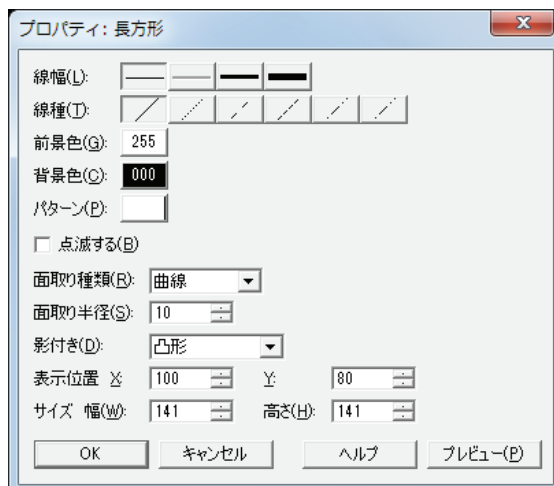 プロパティ: 長方形
線幅(L):
線種(T):
前景色(G): 255
背景色(C): 000
パターン(P):
点滅する(B)
面取り種類(R): 曲線
面取り半径(S): 10
影付き(D): 凸形
表示位置 X: 100 Y: 80
サイズ 幅(W): 141 高さ(H): 141
OK キャンセル ヘルプ プレビュー(P)